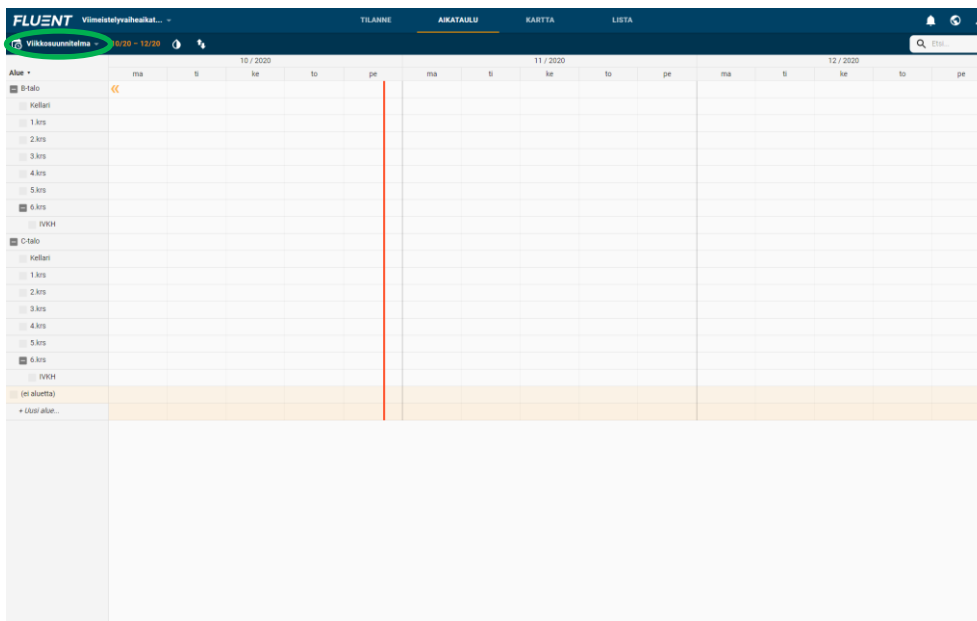 FLUENT Viimeistelyvaiheaikat... TILANNE AIKATAULU KARTTA LISTA
Viikkosuunnitelma 10/20 – 12/20 Etsi...
10 / 2020 11 / 2020 12 / 2020
Alue ma ti ke to pe ma ti ke to pe ma ti ke to pe
B-talo
Kellari
1.krs
2.krs
3.krs
4.krs
5.krs
6.krs
IVKH
C-talo
Kellari
1.krs
2.krs
3.krs
4.krs
5.krs
6.krs
IVKH
(ei aluetta)
+ Uusi alue...